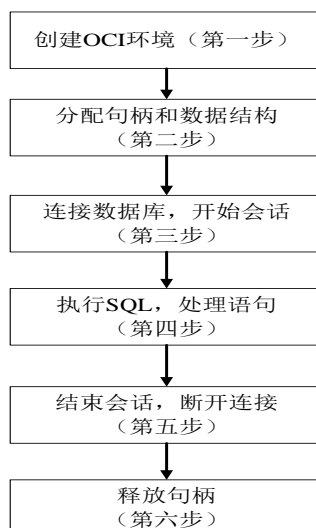 创建OCI环境（第一步）
分配句柄和数据结构
（第二步）
连接数据库，开始会话
（第三步）
执行SQL，处理语句
（第四步）
结束会话，断开连接
（第五步）
释放句柄
（第六步）